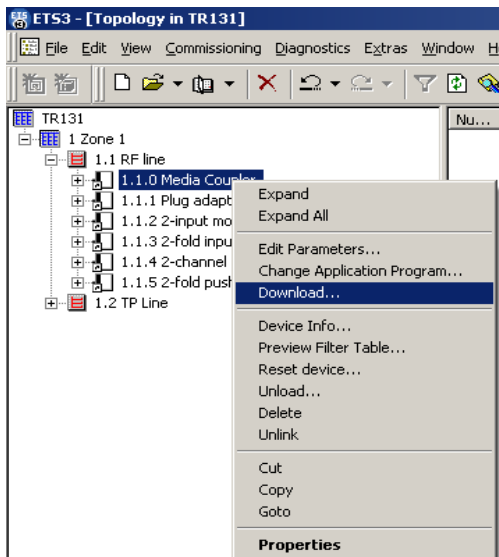 ETS3 - [Topology in TR131]
File Edit View Commissioning Diagnostics Extras Window
TR131
Nu...
1 Zone 1
1.1 RF line
1.1.0 Media Coupler
1.1.1 Plug adapt
1.1.2 2-input mo
1.1.3 2-fold inpu
1.1.4 2-channel
1.1.5 2-fold push
1.2 TP Line
Expand
Expand All
Edit Parameters...
Change Application Program...
Download...
Device Info...
Preview Filter Table...
Reset device...
Unload...
Delete
Unlink
Cut
Copy
Goto
Properties